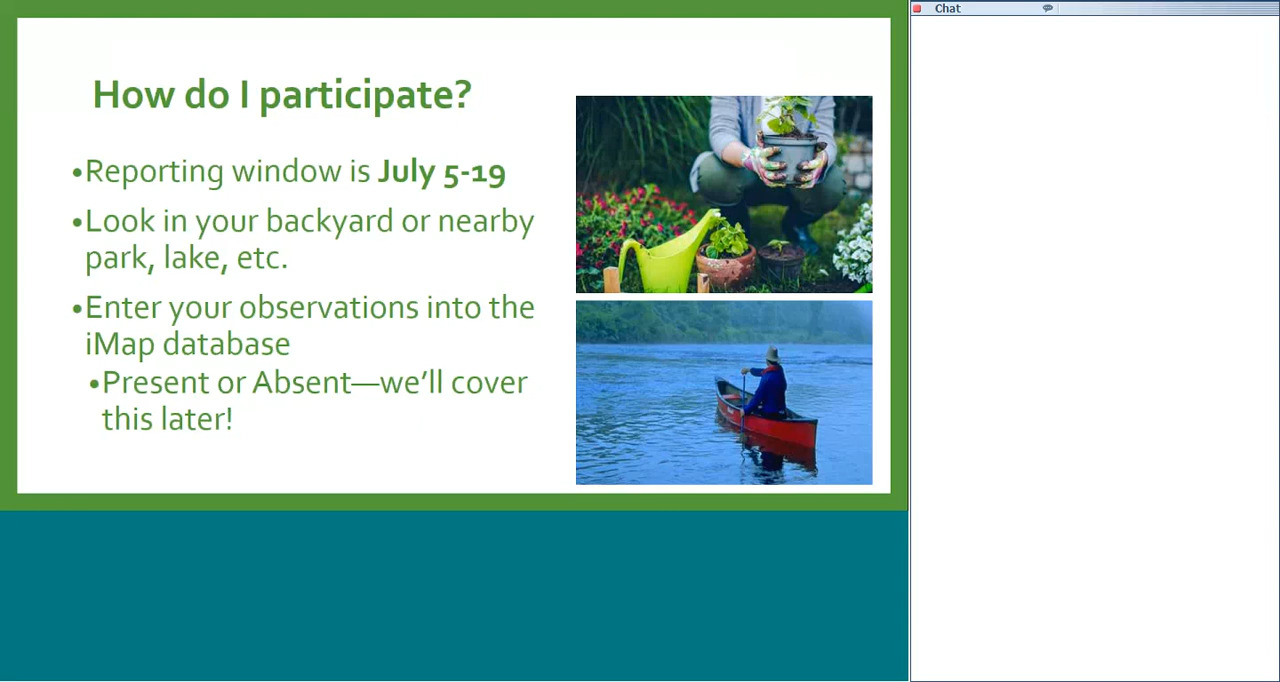 Chat
How do I participate?
•Reporting window is July 5-19
•Look in your backyard or nearby
park, lake, etc.
•Enter your observations into the
iMap database
•Present or Absent—we'll cover
this later!